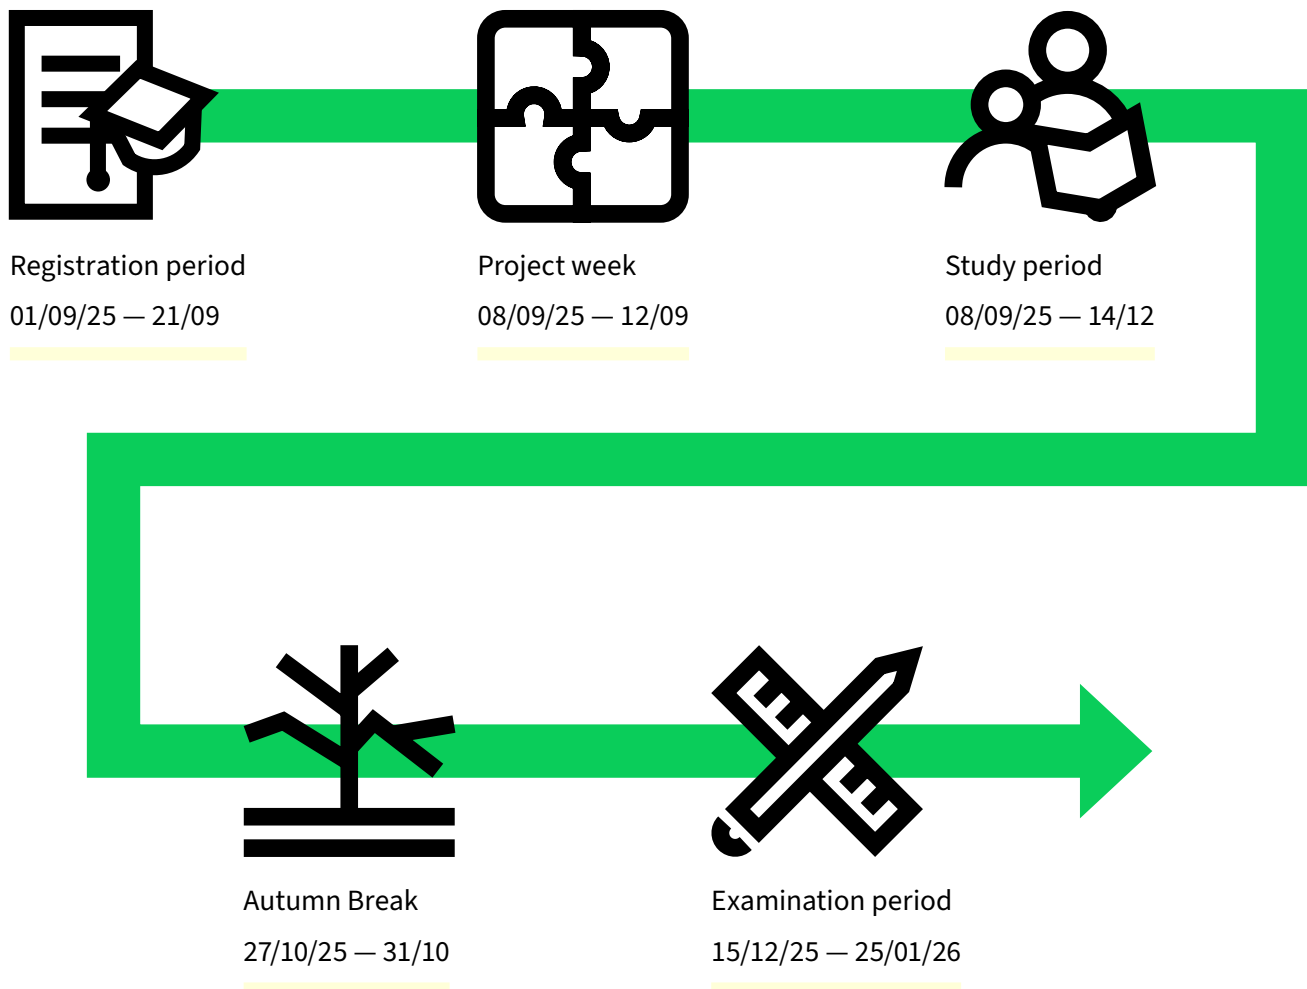 Registration period
01/09/25 — 21/09
Project week
08/09/25 — 12/09
Study period
08/09/25 — 14/12
Autumn Break
27/10/25 — 31/10
Examination period
15/12/25 — 25/01/26